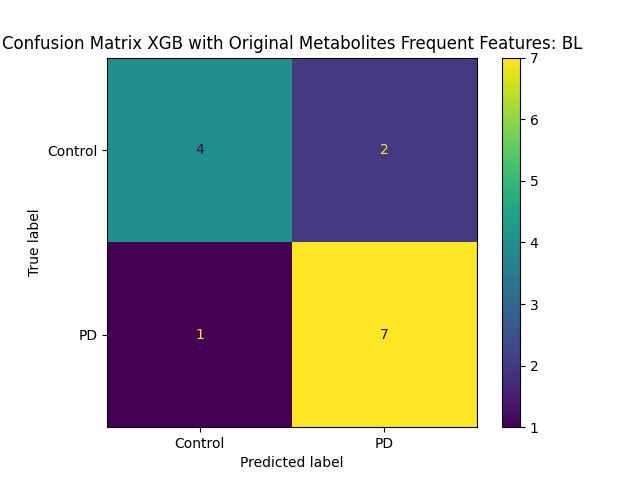 Confusion Matrix XGB with Original Metabolites Frequent Features: BL
Control
4
2
PD
1
7
Control
PD
True label
Predicted label
7
6
5
4
3
2
1